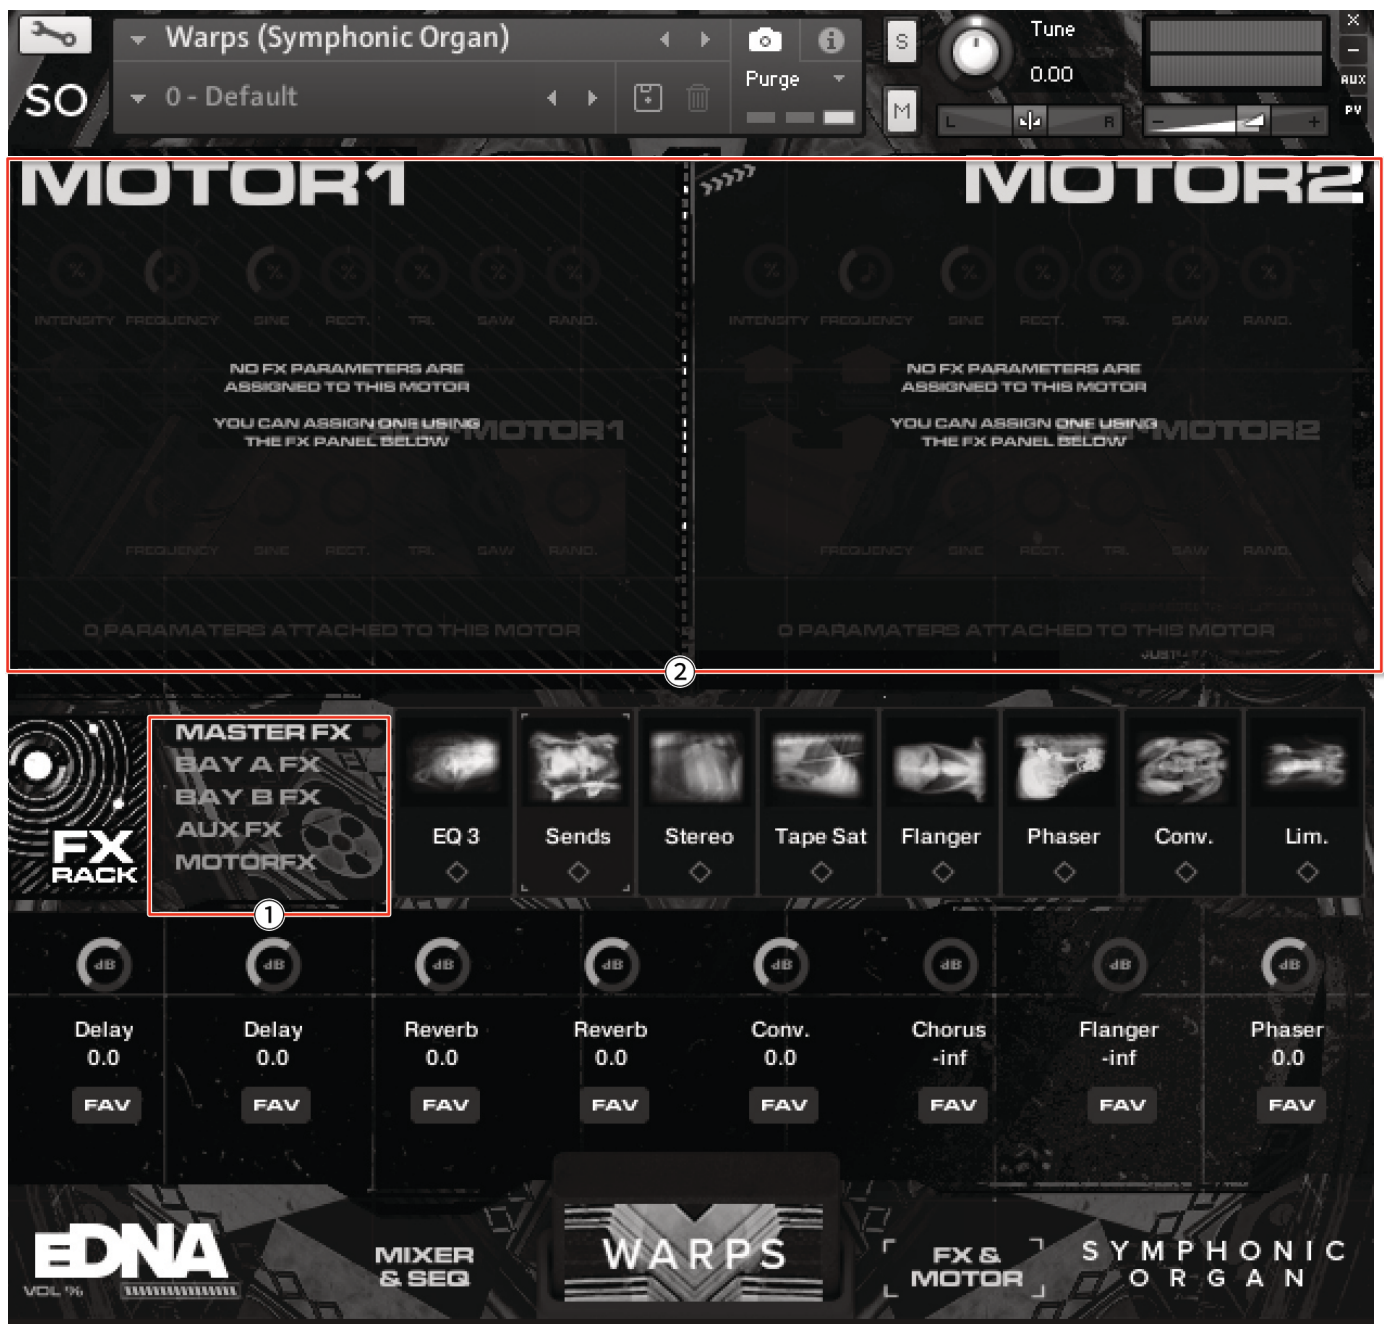 Warps (Symphonic Organ)
S
Tune
SO
0 - Default
Purge
0.00
AUX
PV
M
L
R
MOTOR1
MOTOR2
% % % % % %
% % % % % %
INTENSITY FREQUENCY SINE RECT. TRI. SAW RAND.
INTENSITY FREQUENCY SINE RECT. TRI. SAW RAND.
NO FX PARAMETERS ARE
ASSIGNED TO THIS MOTOR
YOU CAN ASSIGN ONE USING
THE FX PANEL BELOW
MOTOR1
NO FX PARAMETERS ARE
ASSIGNED TO THIS MOTOR
YOU CAN ASSIGN ONE USING
THE FX PANEL BELOW
MOTOR2
FREQUENCY SINE RECT. TRI. SAW RAND.
FREQUENCY SINE RECT. TRI. SAW RAND.
0 PARAMATERS ATTACHED TO THIS MOTOR
0 PARAMATERS ATTACHED TO THIS MOTOR
2
FX
RACK
MASTER FX
BAY A FX
BAY B FX
AUX FX
MOTORFX
1
EQ 3
Sends
Stereo
Tape Sat
Flanger
Phaser
Conv.
Lim.
dB dB dB dB dB dB dB dB
Delay Delay Reverb Reverb Conv. Chorus Flanger Phaser
0.0 0.0 0.0 0.0 0.0 -inf -inf 0.0
FAV FAV FAV FAV FAV FAV FAV FAV
eDNA
VOL %
MIXER
& SEQ
WARPS
FX &
MOTOR
SYMPHONIC
ORGAN